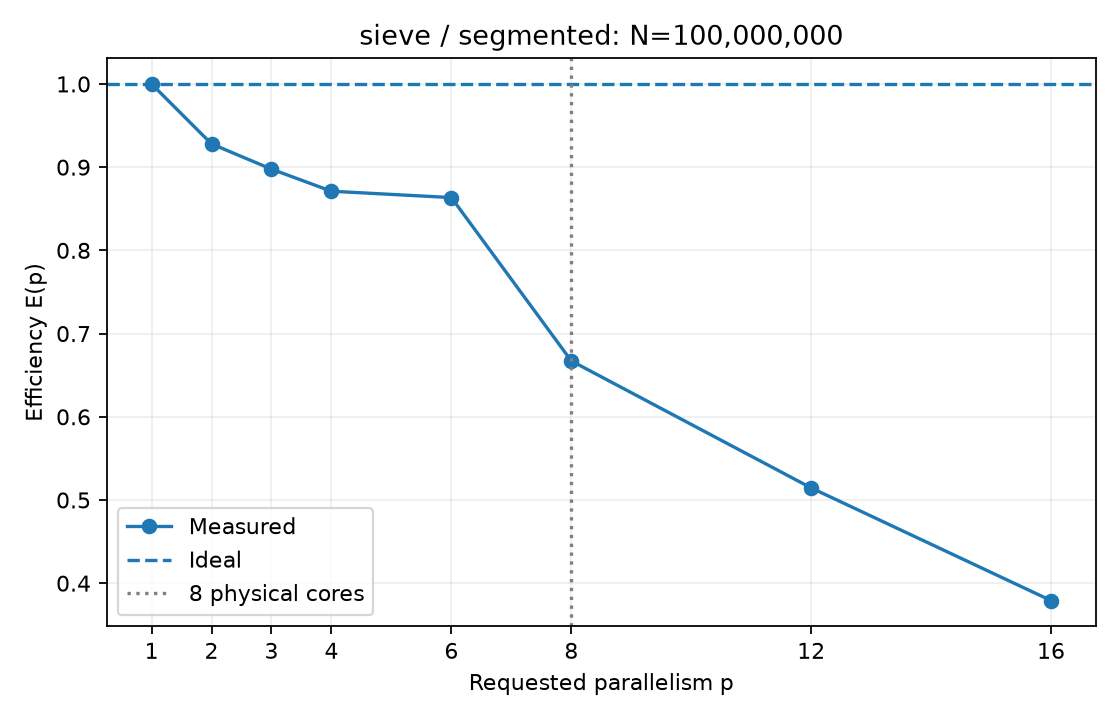 sieve / segmented: N=100,000,000
Efficiency E(p)
1.0
0.9
0.8
0.7
0.6
0.5
0.4
Measured
Ideal
8 physical cores
1 2 3 4 6 8 12 16
Requested parallelism p